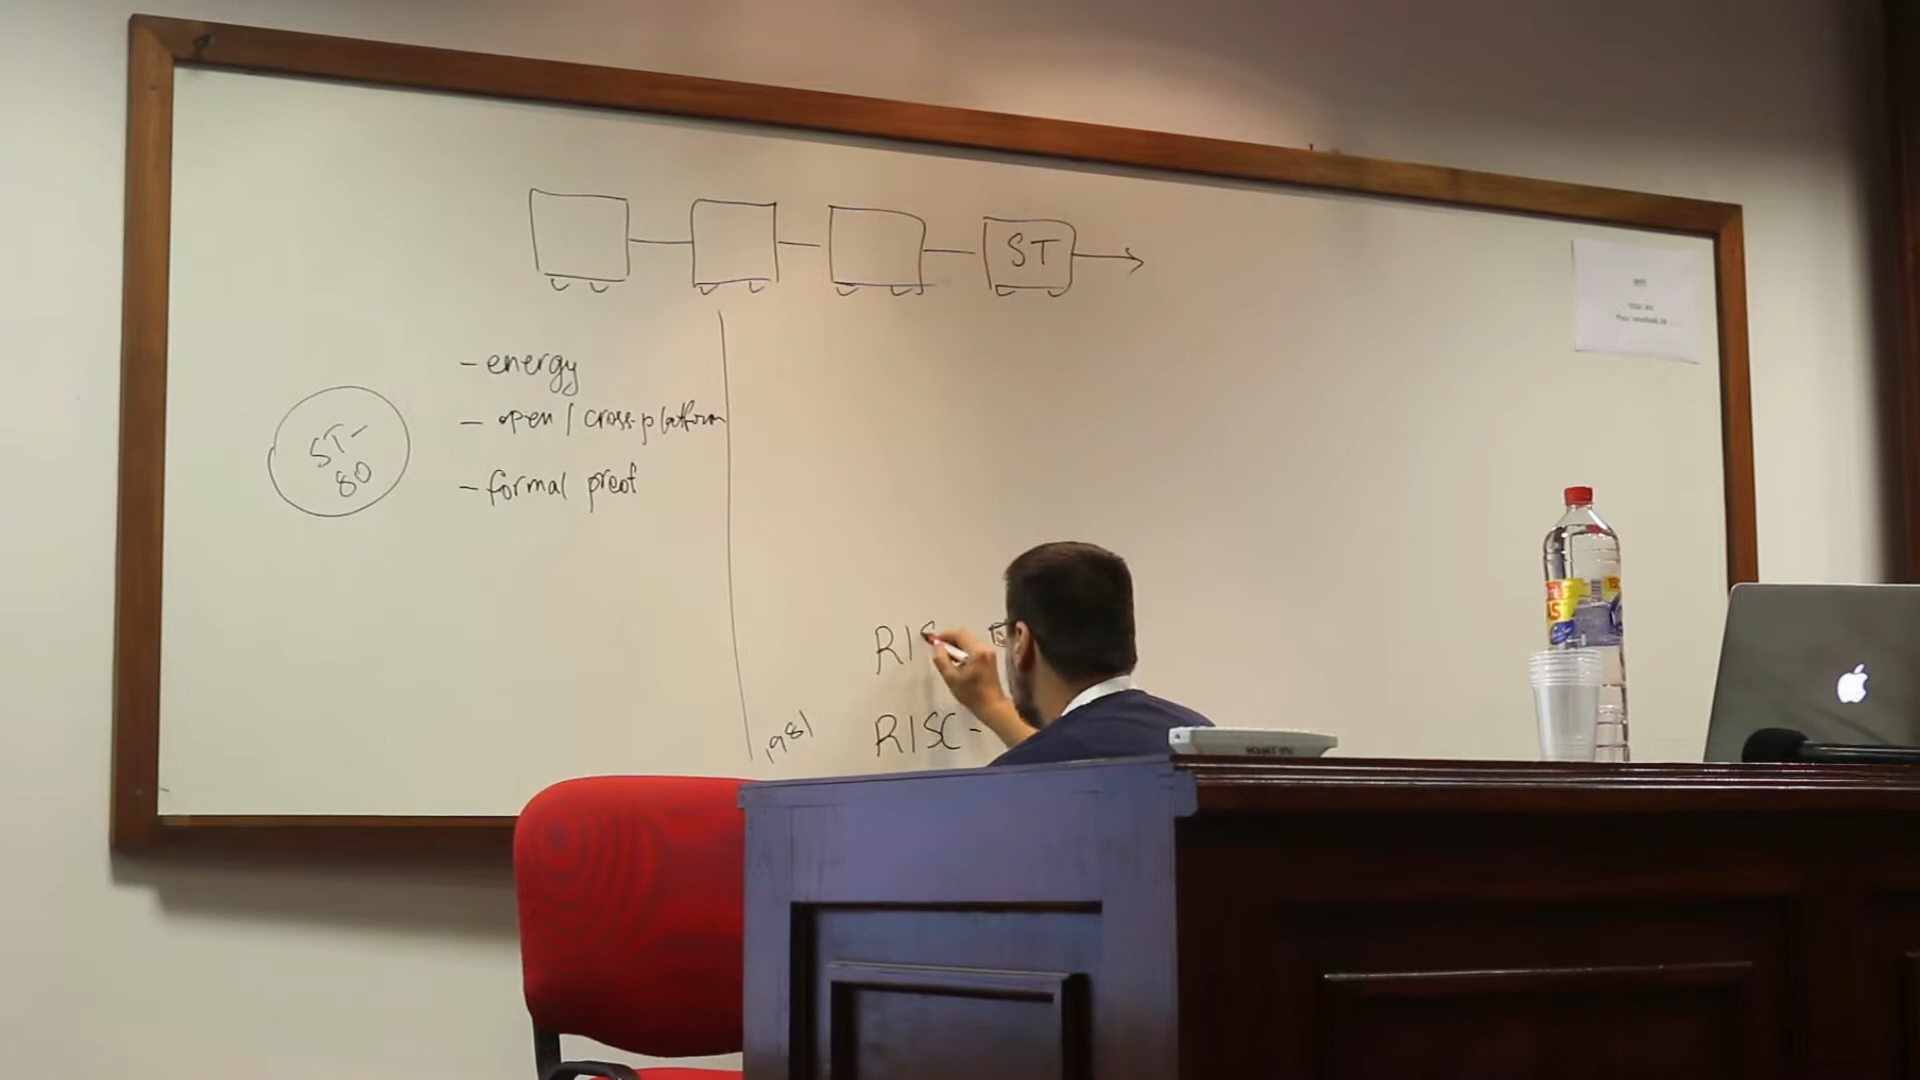 ST
- energy
- open / cross-platform
- formal proof
ST-
80
RIS
RISC-
1981